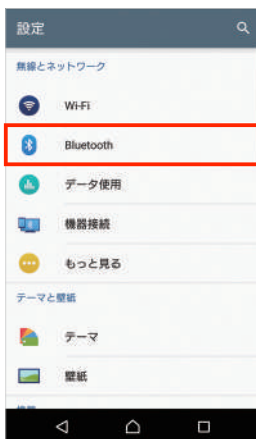 設定
無線とネットワーク
Wi-Fi
Bluetooth
データ使用
機器接続
もっと見る
テーマと壁紙
テーマ
壁紙